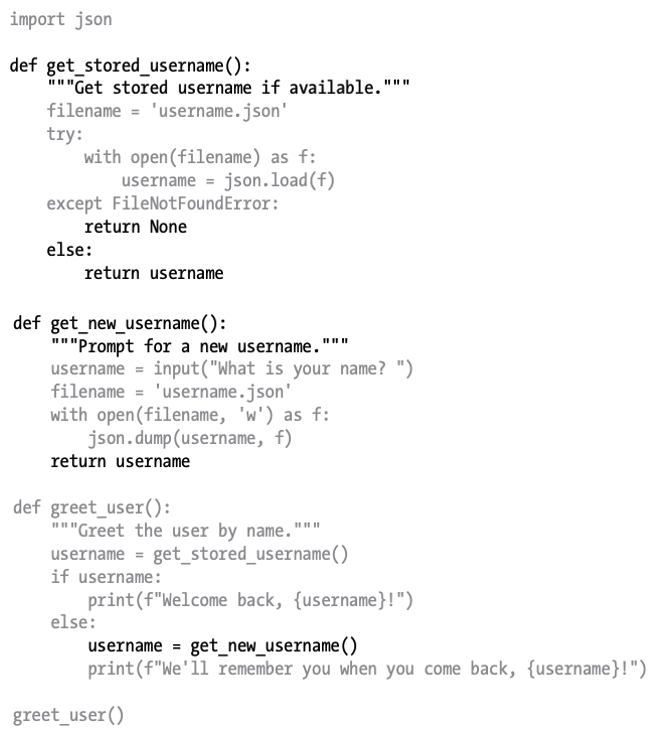 import json

def get_stored_username():
    """Get stored username if available."""
    filename = 'username.json'
    try:
        with open(filename) as f:
            username = json.load(f)
    except FileNotFoundError:
        return None
    else:
        return username

def get_new_username():
    """Prompt for a new username."""
    username = input("What is your name? ")
    filename = 'username.json'
    with open(filename, 'w') as f:
        json.dump(username, f)
    return username

def greet_user():
    """Greet the user by name."""
    username = get_stored_username()
    if username:
        print(f"Welcome back, {username}!")
    else:
        username = get_new_username()
        print(f"We'll remember you when you come back, {username}!")

greet_user()